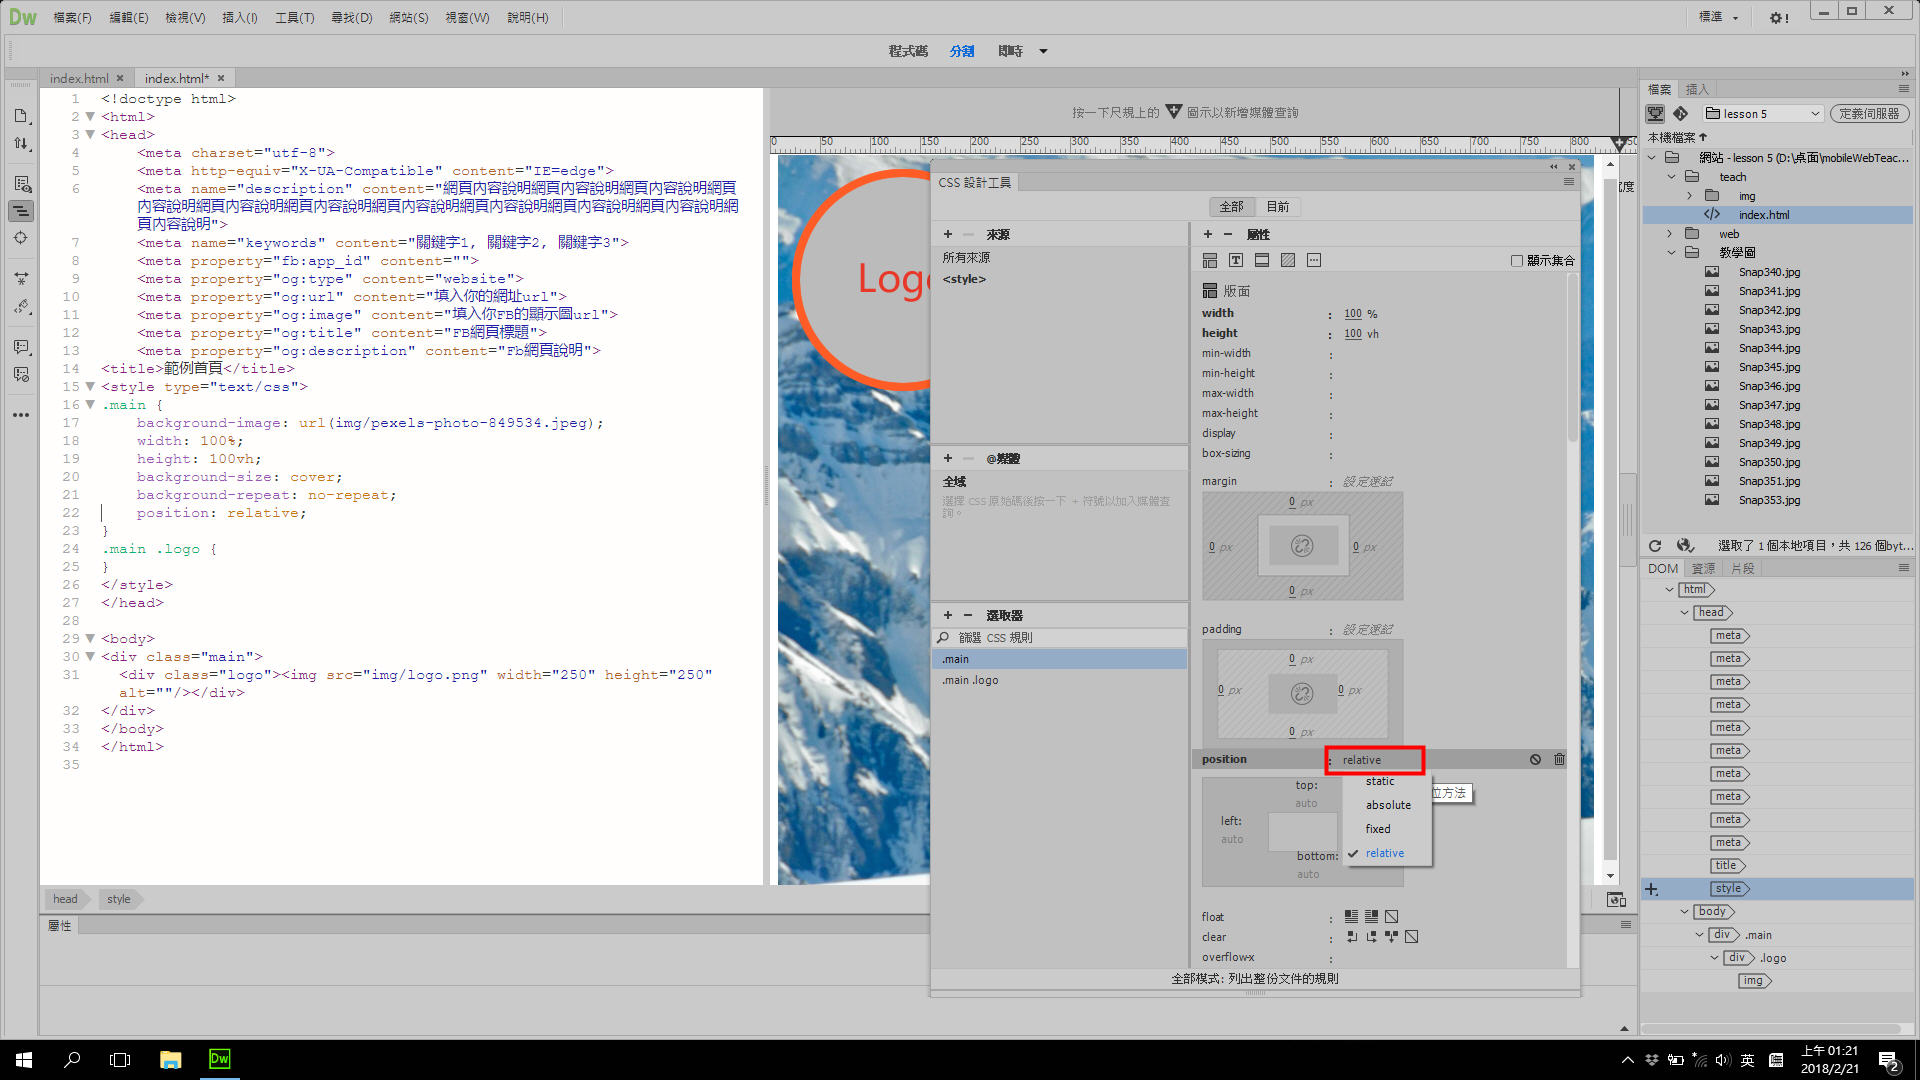 Dw 檔案(F) 編輯(E) 檢視(V) 插入(I) 工具(T) 尋找(D) 網站(S) 視窗(W) 說明(H) 標準 !
程式碼 分割 即時
index.html × index.html* ×
1 <!doctype html>
2 <html>
3 <head>
4 <meta charset="utf-8">
5 <meta http-equiv="X-UA-Compatible" content="IE=edge">
6 <meta name="description" content="網頁內容說明網頁內容說明網頁內容說明網頁
內容說明網頁內容說明網頁內容說明網頁內容說明網頁內容說明網頁內容說明網頁內容說明網
頁內容說明">
7 <meta name="keywords" content="關鍵字1, 關鍵字2, 關鍵字3">
8 <meta property="fb:app_id" content="">
9 <meta property="og:type" content="website">
10 <meta property="og:url" content="填入你的網址url">
11 <meta property="og:image" content="填入你FB的顯示圖url">
12 <meta property="og:title" content="FB網頁標題">
13 <meta property="og:description" content="Fb網頁說明">
14 <title>範例首頁</title>
15 <style type="text/css">
16 .main {
17 background-image: url(img/pexels-photo-849534.jpeg);
18 width: 100%;
19 height: 100vh;
20 background-size: cover;
21 background-repeat: no-repeat;
22 position: relative;
23 }
24 .main .logo {
25 }
26 </style>
27 </head>
28
29 <body>
30 <div class="main">
31 <div class="logo"><img src="img/logo.png" width="250" height="250"
alt=""/></div>
32 </div>
33 </body>
34 </html>
35
head style
屬性
按一下尺規上的 圖示以新增媒體查詢
0 50 100 150 200 250 300 350 400 450 500 550 600 650 700 750 800
Logo
CSS 設計工具
全部 目前
+ − 來源
所有來源
<style>
+ − @媒體
全域
選擇 CSS 原始碼後按一下 + 符號以加入媒體查
詢。
+ − 選取器
篩選 CSS 規則
.main
.main .logo
+ − 屬性
顯示集合
版面
width : 100 %
height : 100 vh
min-width :
min-height :
max-width :
max-height :
display :
box-sizing :
margin : 設定速記
0 px
0 px 0 px
0 px
padding : 設定速記
0 px
0 px 0 px
0 px
position : relative
static
absolute
fixed
relative
位方法
top:
auto
left:
auto
bottom:
auto
float :
clear :
overflow-x :
全部模式: 列出整份文件的規則
檔案 插入
lesson 5 定義伺服器
本機檔案
網站 - lesson 5 (D:\桌面\mobileWebTeac...
teach
img
index.html
web
教學圖
Snap340.jpg
Snap341.jpg
Snap342.jpg
Snap343.jpg
Snap344.jpg
Snap345.jpg
Snap346.jpg
Snap347.jpg
Snap348.jpg
Snap349.jpg
Snap350.jpg
Snap351.jpg
Snap353.jpg
選取了 1 個本地項目，共 126 個byt...
DOM 資源 片段
html
head
meta
meta
meta
meta
meta
meta
meta
meta
meta
meta
title
style
body
div .main
div .logo
img
Dw
英
上午 01:21
2018/2/21
2